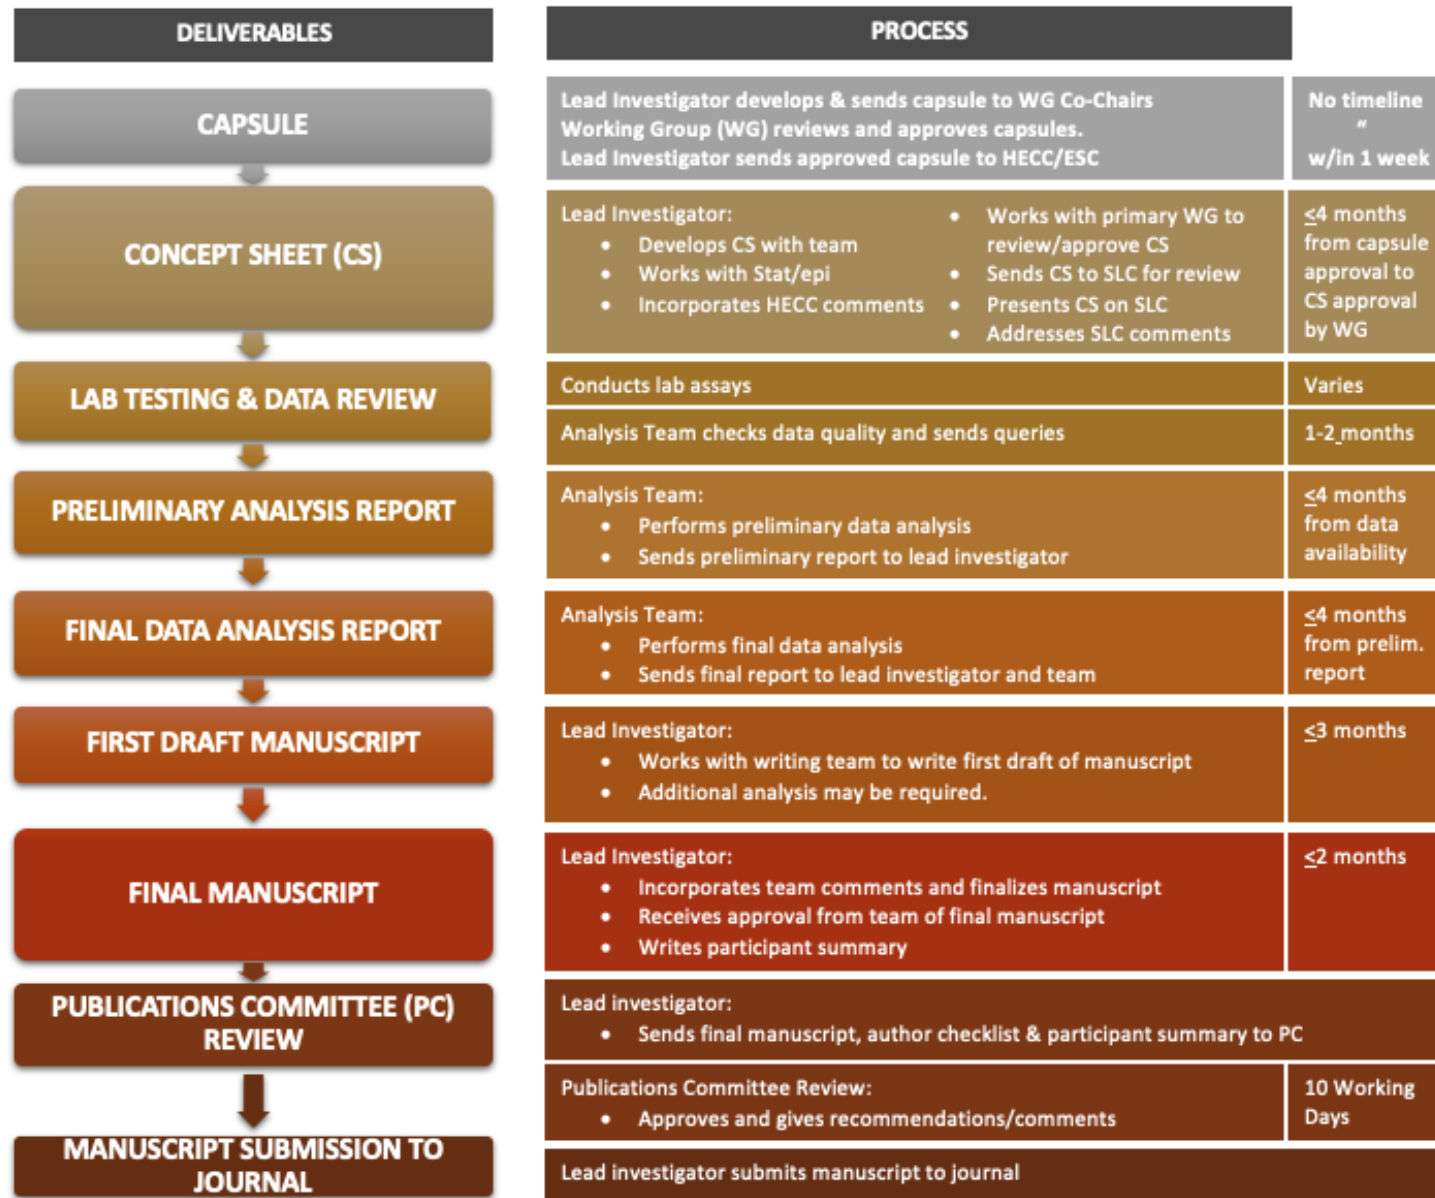 DELIVERABLES
PROCESS
CAPSULE
Lead Investigator develops & sends capsule to WG Co-Chairs
Working Group (WG) reviews and approves capsules.
Lead Investigator sends approved capsule to HECC/ESC
No timeline
“
w/in 1 week
CONCEPT SHEET (CS)
Lead Investigator:
• Develops CS with team
• Works with Stat/epi
• Incorporates HECC comments
• Works with primary WG to
review/approve CS
• Sends CS to SLC for review
• Presents CS on SLC
• Addresses SLC comments
≤4 months
from capsule
approval to
CS approval
by WG
LAB TESTING & DATA REVIEW
Conducts lab assays
Varies
Analysis Team checks data quality and sends queries
1-2 months
PRELIMINARY ANALYSIS REPORT
Analysis Team:
• Performs preliminary data analysis
• Sends preliminary report to lead investigator
≤4 months
from data
availability
FINAL DATA ANALYSIS REPORT
Analysis Team:
• Performs final data analysis
• Sends final report to lead investigator and team
≤4 months
from prelim.
report
FIRST DRAFT MANUSCRIPT
Lead Investigator:
• Works with writing team to write first draft of manuscript
• Additional analysis may be required.
≤3 months
FINAL MANUSCRIPT
Lead Investigator:
• Incorporates team comments and finalizes manuscript
• Receives approval from team of final manuscript
• Writes participant summary
≤2 months
PUBLICATIONS COMMITTEE (PC)
REVIEW
Lead investigator:
• Sends final manuscript, author checklist & participant summary to PC
Publications Committee Review:
• Approves and gives recommendations/comments
10 Working
Days
MANUSCRIPT SUBMISSION TO
JOURNAL
Lead investigator submits manuscript to journal